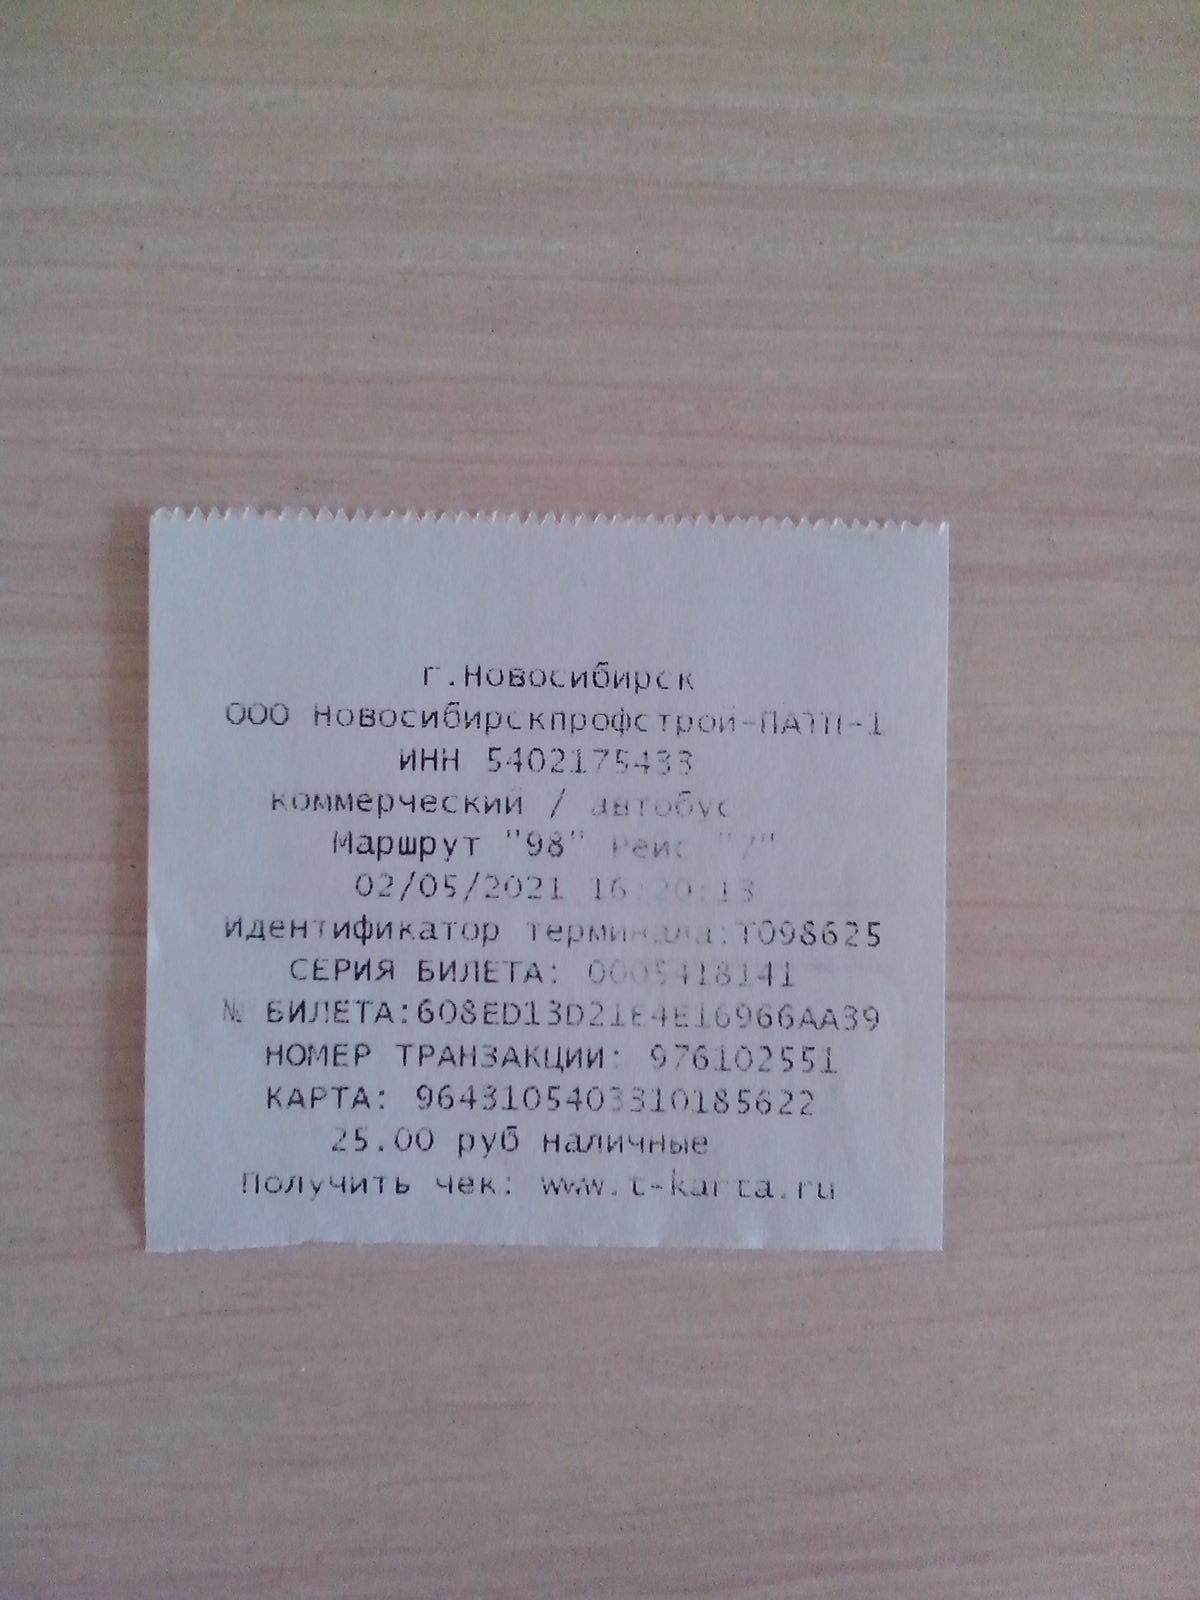 г.Новосибирск
ООО Новосибирскпрофстрой-ПАТП-1
ИНН 5402175433
коммерческий / автобус
Маршрут "98" Рейс "7"
02/05/2021 16:20:13
Идентификатор терминала:T098625
СЕРИЯ БИЛЕТА: 0005418141
№ БИЛЕТА:608ED13D21E4E16966AA39
НОМЕР ТРАНЗАКЦИИ: 976102551
КАРТА: 9643105403310185622
25.00 руб наличные
Получить чек: www.t-karta.ru